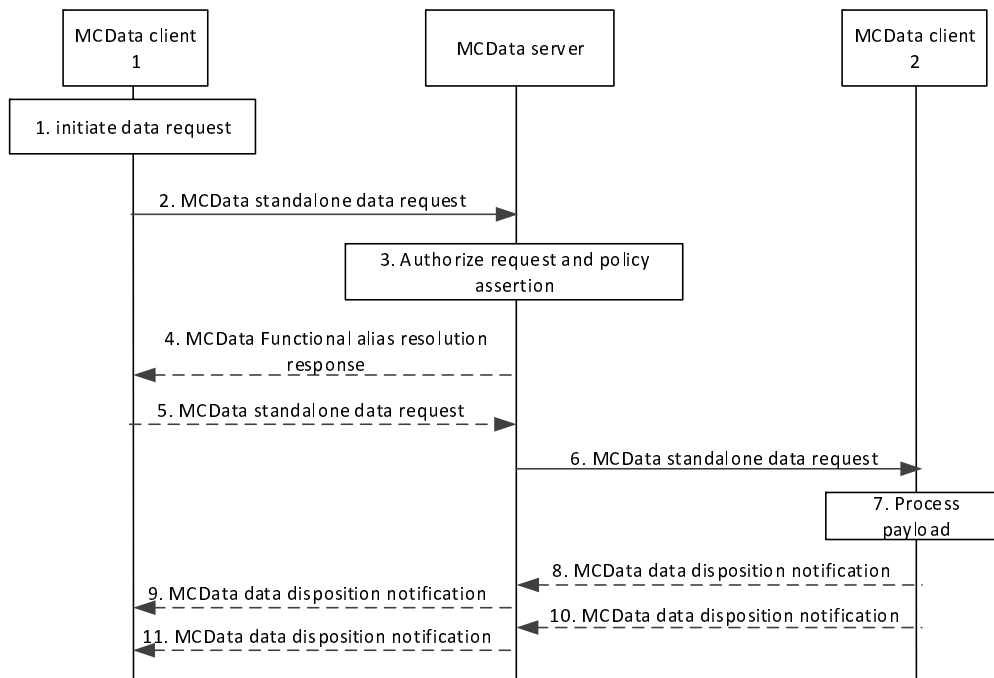 MCData client
1
MCData server
MCData client
2
1. initiate data request
2. MCData standalone data request
3. Authorize request and policy
assertion
4. MCData Functional alias resolution
response
5. MCData standalone data request
6. MCData standalone data request
7. Process
payload
8. MCData data disposition notification
9. MCData data disposition notification
10. MCData data disposition notification
11. MCData data disposition notification